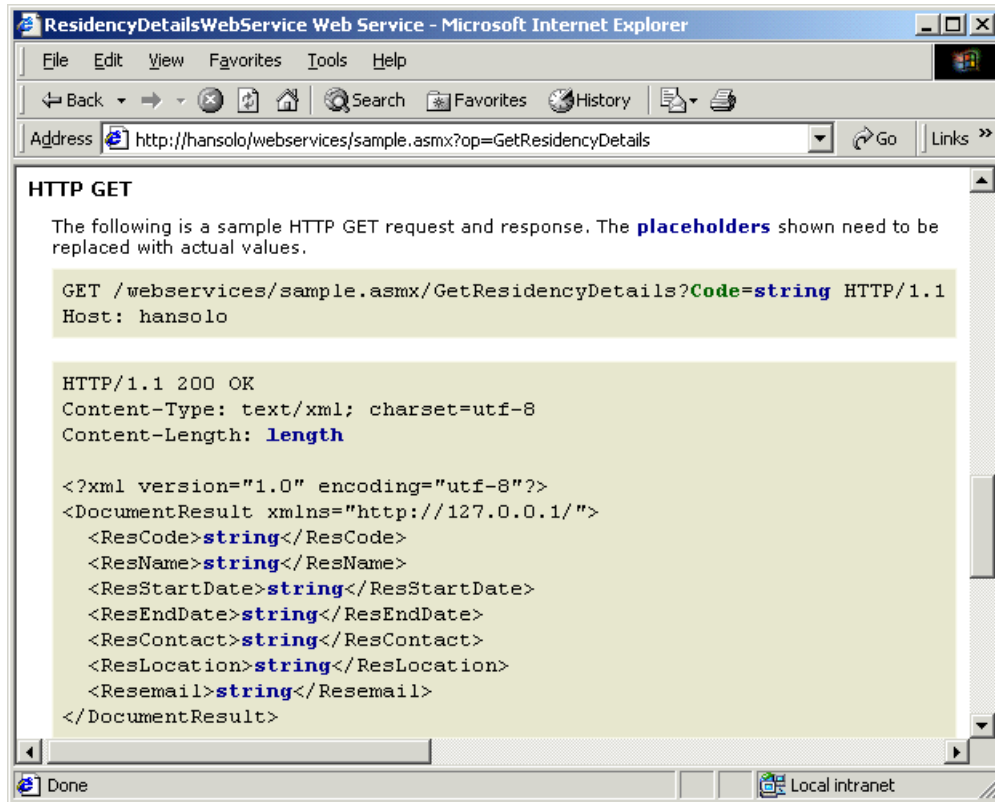 ResidencyDetailsWebService Web Service - Microsoft Internet Explorer
File Edit View Favorites Tools Help
Back Search Favorites History
Address http://hansolo/webservices/sample.asmx?op=GetResidencyDetails Go Links »
HTTP GET
The following is a sample HTTP GET request and response. The placeholders shown need to be
replaced with actual values.
GET /webservices/sample.asmx/GetResidencyDetails?Code=string HTTP/1.1
Host: hansolo
HTTP/1.1 200 OK
Content-Type: text/xml; charset=utf-8
Content-Length: length
<?xml version="1.0" encoding="utf-8"?>
<DocumentResult xmlns="http://127.0.0.1/">
<ResCode>string</ResCode>
<ResName>string</ResName>
<ResStartDate>string</ResStartDate>
<ResEndDate>string</ResEndDate>
<ResContact>string</ResContact>
<ResLocation>string</ResLocation>
<Resemail>string</Resemail>
</DocumentResult>
Done Local intranet